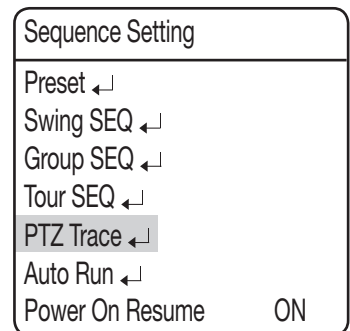 Sequence Setting
Preset ↵
Swing SEQ ↵
Group SEQ ↵
Tour SEQ ↵
PTZ Trace ↵
Auto Run ↵
Power On Resume ON